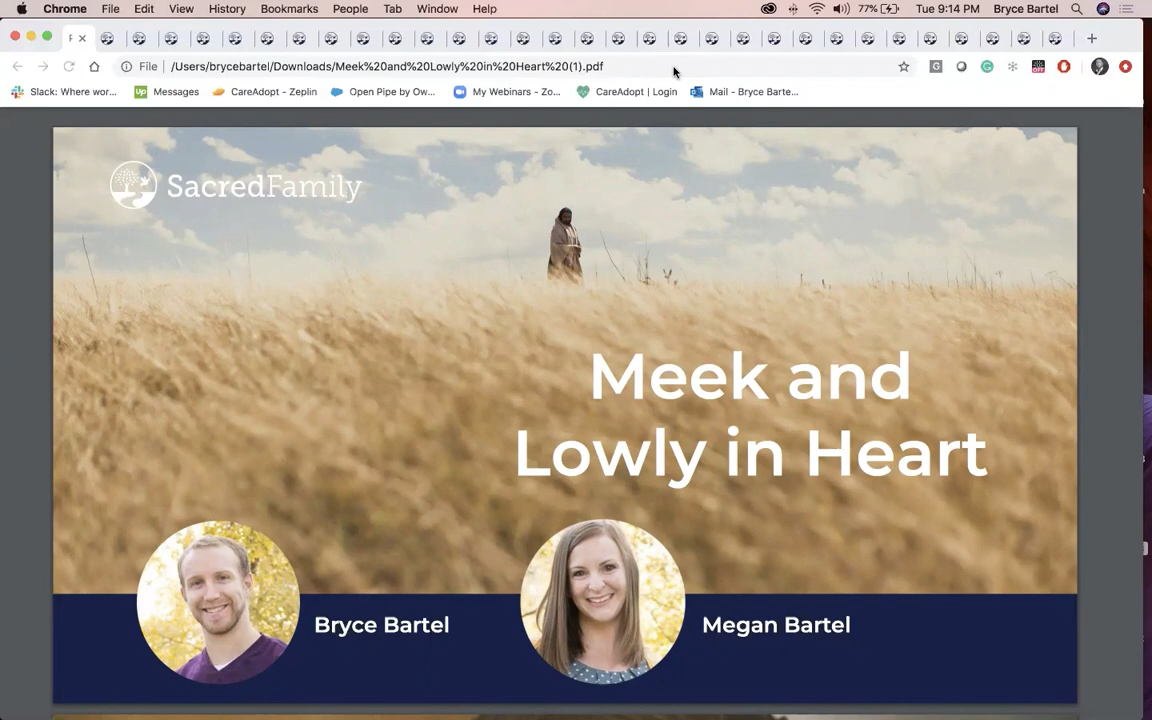 Chrome File Edit View History Bookmarks People Tab Window Help 77% Tue 9:14 PM Bryce Bartel
File /Users/brycebartel/Downloads/Meek%20and%20Lowly%20in%20Heart%20(1).pdf
Slack: Where wor... Up Messages CareAdopt - Zeplin Open Pipe by Ow... My Webinars - Zo... CareAdopt | Login Mail - Bryce Barte...
SacredFamily
Meek and
Lowly in Heart
Bryce Bartel Megan Bartel